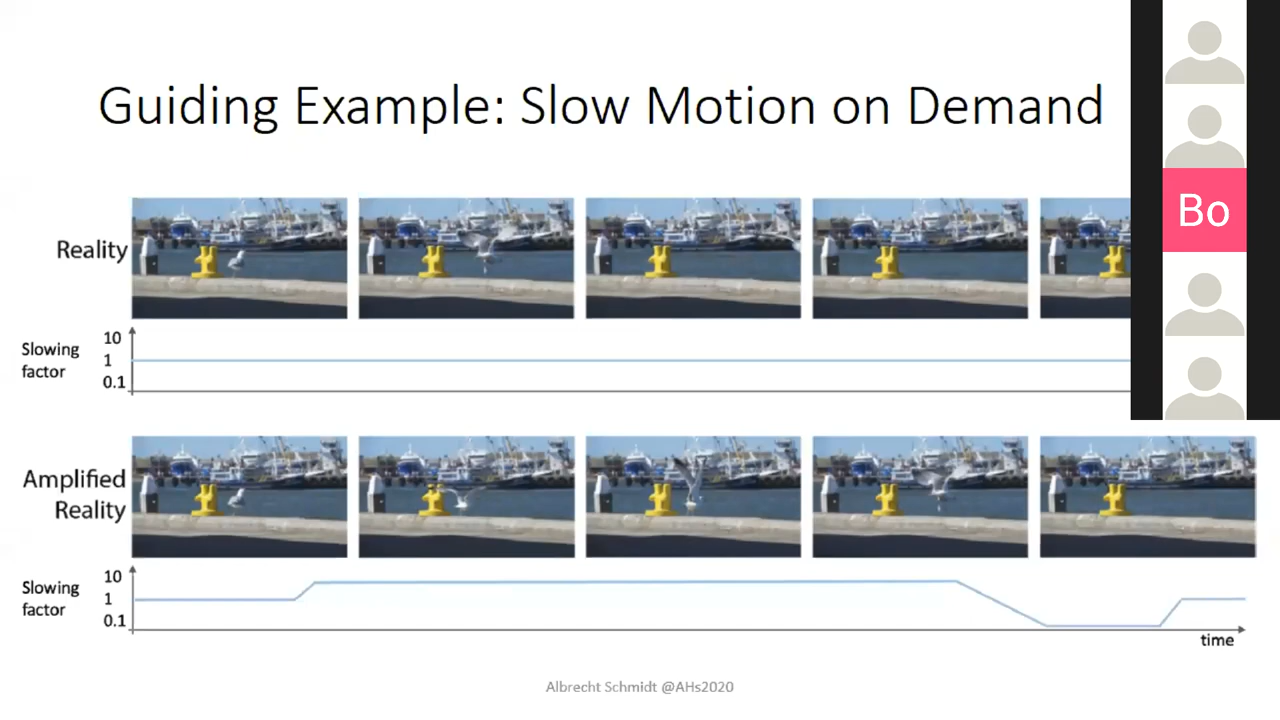 Guiding Example: Slow Motion on Demand
Bo
Reality
Slowing
factor
10
1
0.1
Amplified
Reality
Slowing
factor
10
1
0.1
time
Albrecht Schmidt @AHs2020